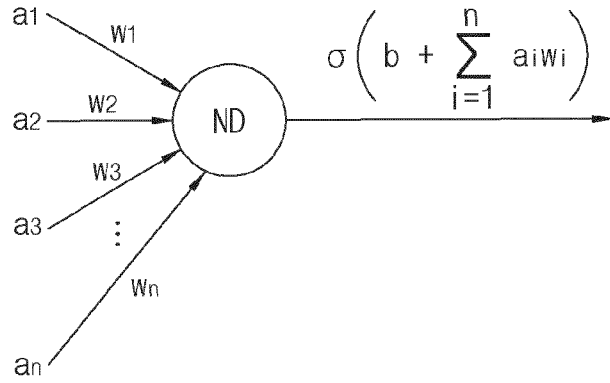 a1
w1
a2
w2
ND
σ( b + n∑i=1 aiwi )
a3
w3
⋮
wn
an